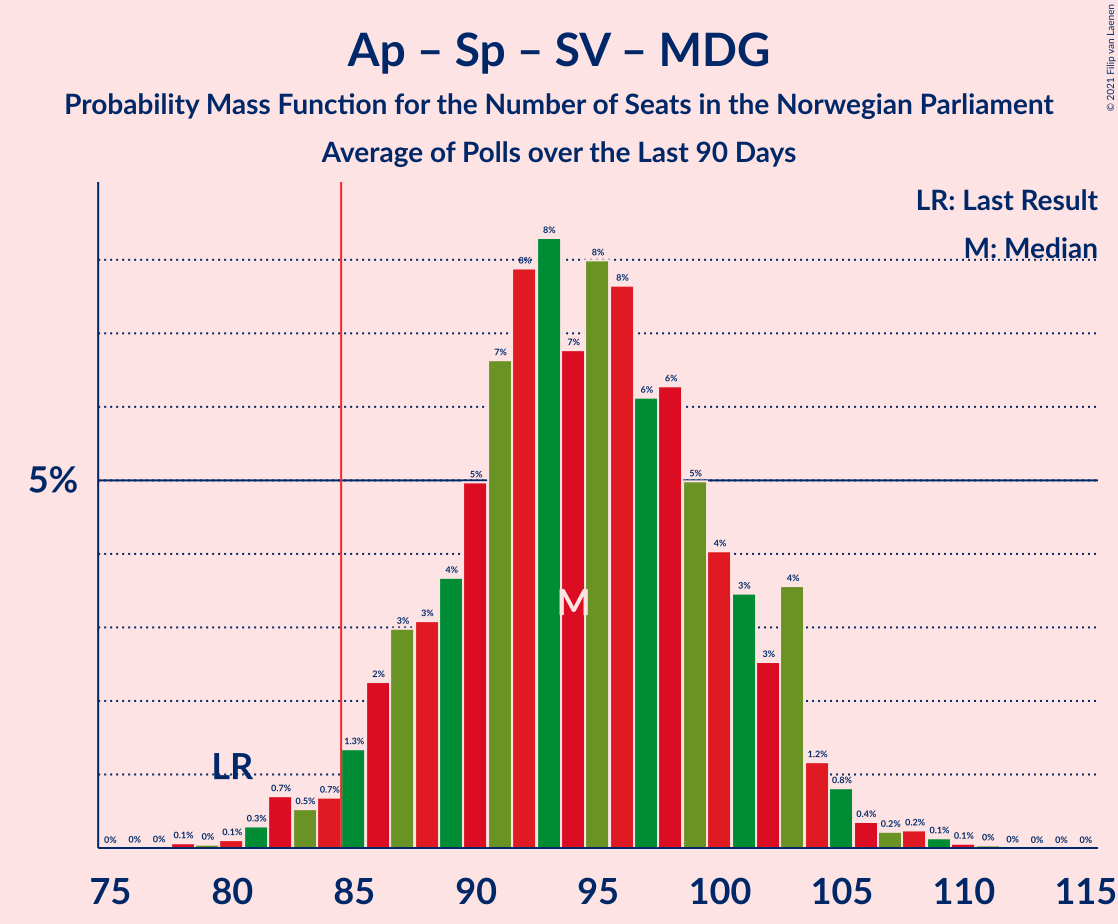 Ap – Sp – SV – MDG
Probability Mass Function for the Number of Seats in the Norwegian Parliament
Average of Polls over the Last 90 Days
© 2021 Filip van Laenen
LR: Last Result
M: Median
5%
LR
M
0% 0% 0% 0.1% 0% 0.1% 0.3% 0.7% 0.5% 0.7% 1.3% 2% 3% 3% 4% 5% 7% 8% 8% 7% 8% 8% 6% 6% 5% 4% 3% 3% 4% 1.2% 0.8% 0.4% 0.2% 0.2% 0.1% 0.1% 0% 0% 0% 0% 0%
75 80 85 90 95 100 105 110 115